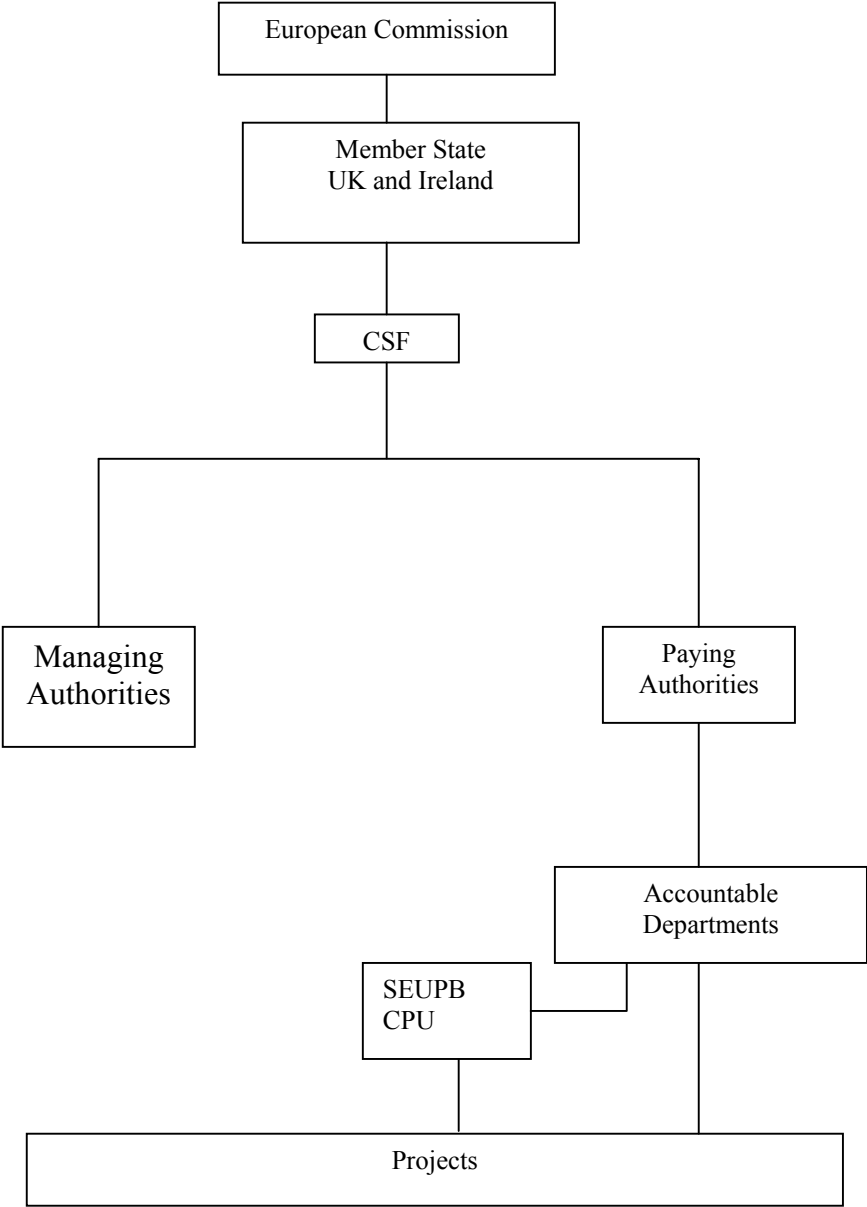 European Commission
Member State
UK and Ireland
CSF
Managing
Authorities
Paying
Authorities
Accountable
Departments
SEUPB
CPU
Projects